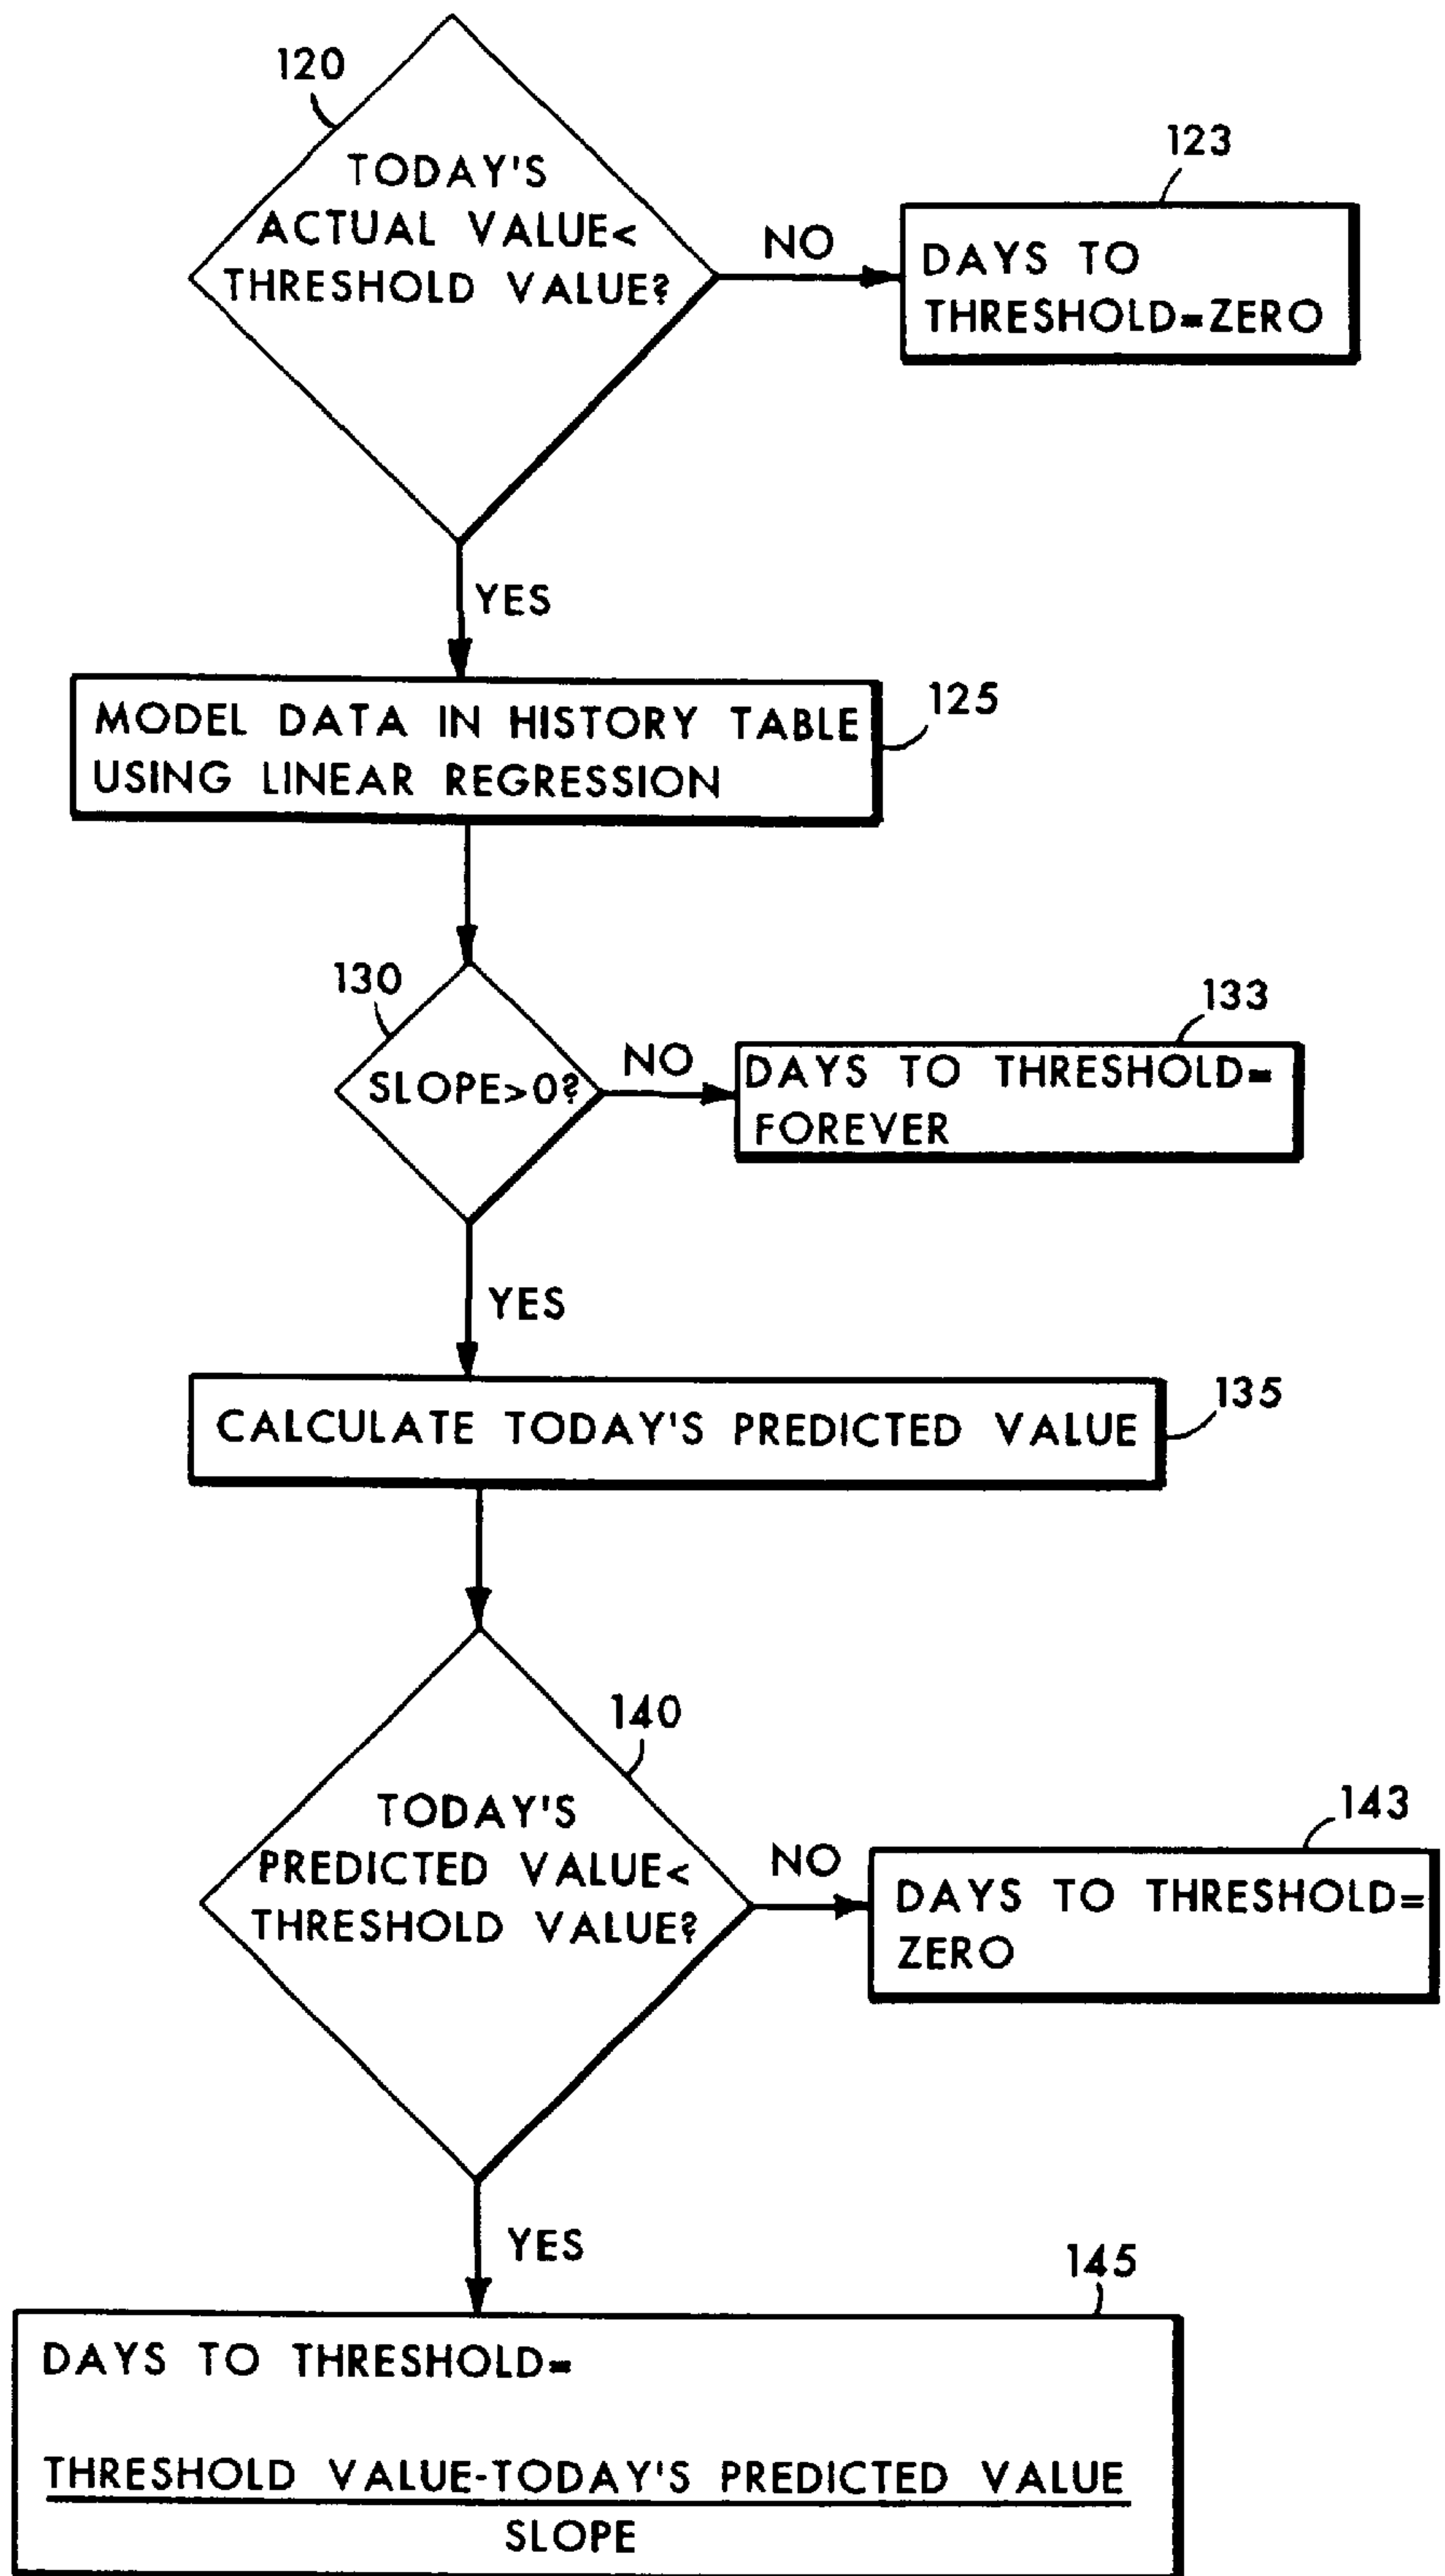 120
TODAY'S
ACTUAL VALUE<
THRESHOLD VALUE?
NO
123
DAYS TO
THRESHOLD=ZERO
YES
MODEL DATA IN HISTORY TABLE
USING LINEAR REGRESSION
125
130
SLOPE>0?
NO
133
DAYS TO THRESHOLD=
FOREVER
YES
CALCULATE TODAY'S PREDICTED VALUE
135
140
TODAY'S
PREDICTED VALUE<
THRESHOLD VALUE?
NO
143
DAYS TO THRESHOLD=
ZERO
YES
145
DAYS TO THRESHOLD=
THRESHOLD VALUE-TODAY'S PREDICTED VALUE
SLOPE